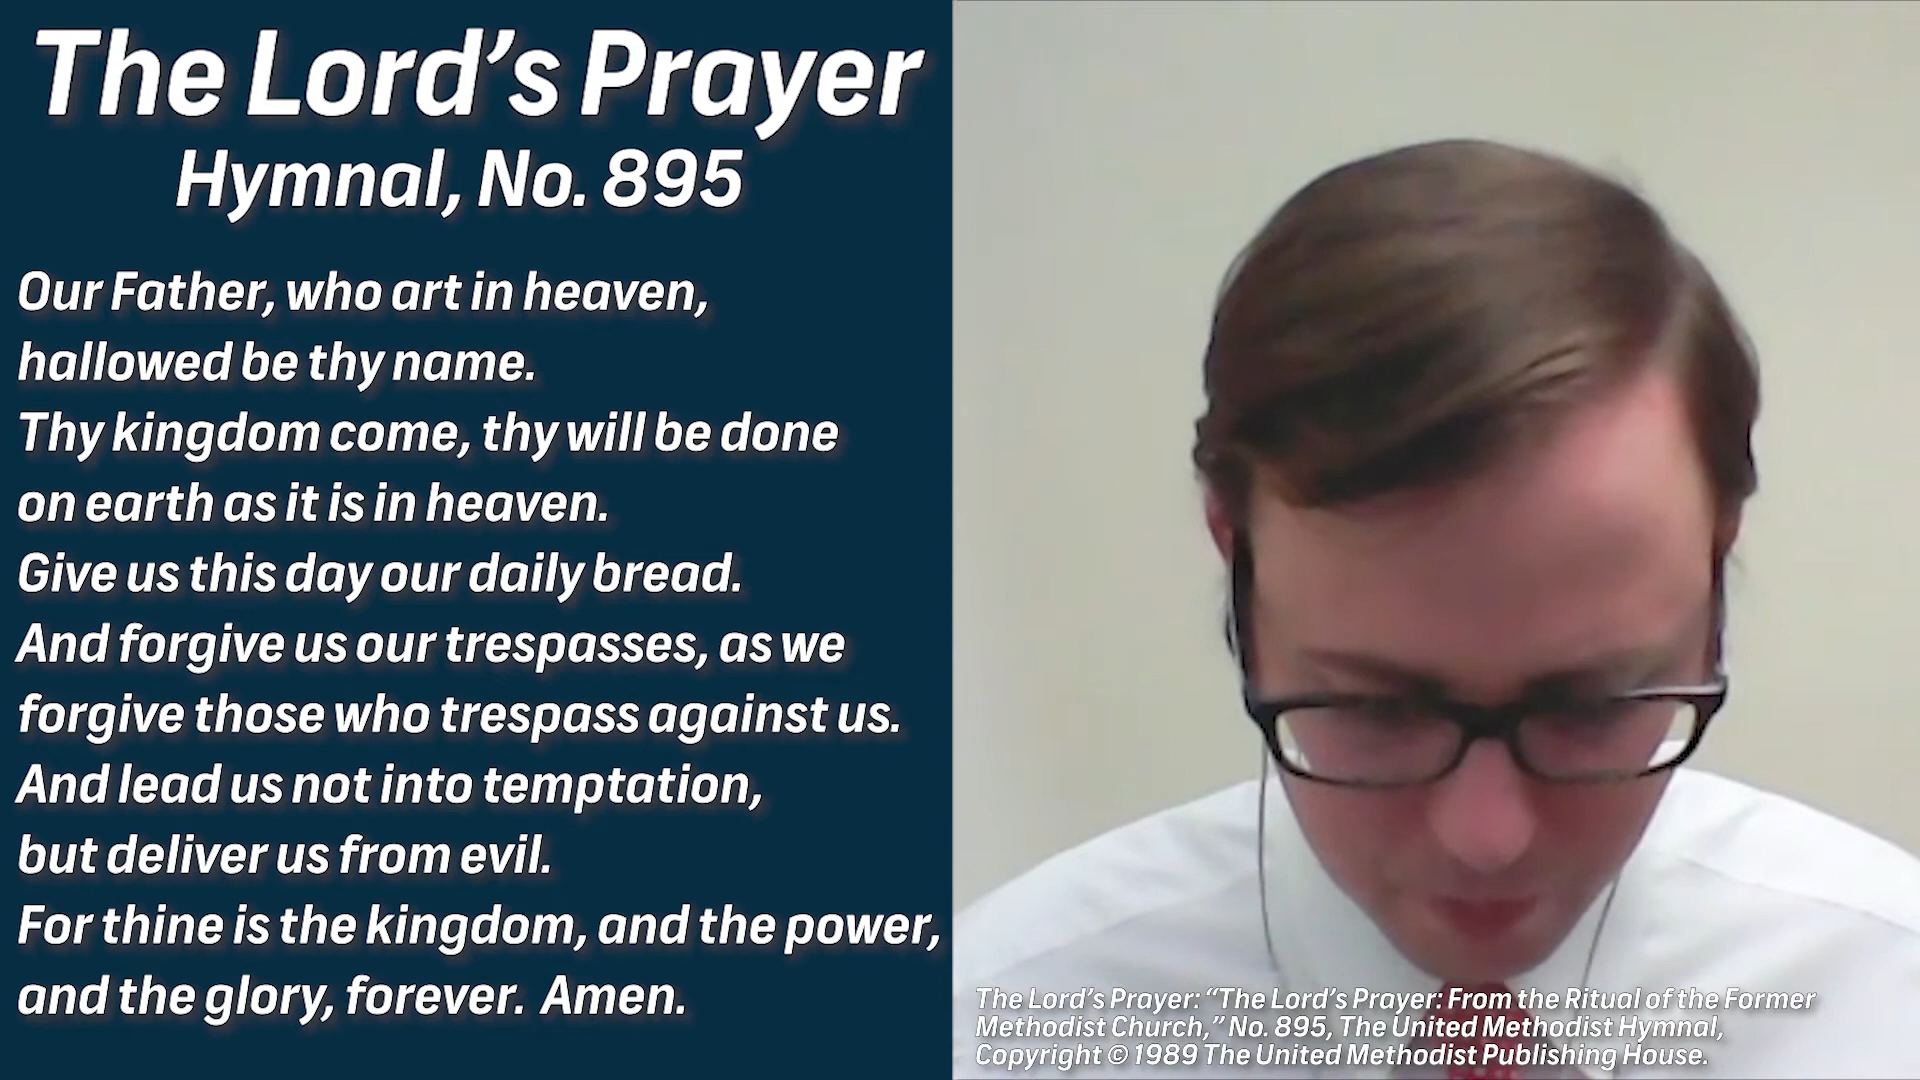 The Lord’s Prayer
Hymnal, No. 895
Our Father, who art in heaven,
hallowed be thy name.
Thy kingdom come, thy will be done
on earth as it is in heaven.
Give us this day our daily bread.
And forgive us our trespasses, as we
forgive those who trespass against us.
And lead us not into temptation,
but deliver us from evil.
For thine is the kingdom, and the power,
and the glory, forever. Amen.
The Lord’s Prayer: “The Lord’s Prayer: From the Ritual of the Former
Methodist Church,” No. 895, The United Methodist Hymnal,
Copyright © 1989 The United Methodist Publishing House.